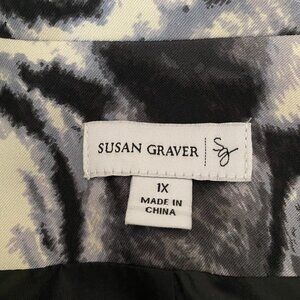 SUSAN GRAVER | Sg
1X
MADE IN
CHINA